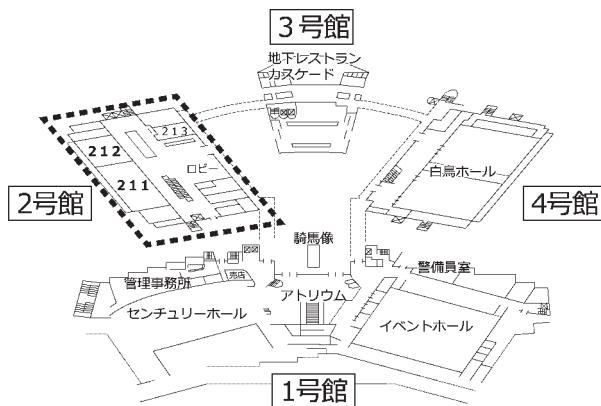 3号館
地下レストラン
カスケード
213
212
211
ロビー
2号館
白鳥ホール
4号館
騎馬像
管理事務所
売店
警備員室
アトリウム
センチュリーホール
イベントホール
1号館